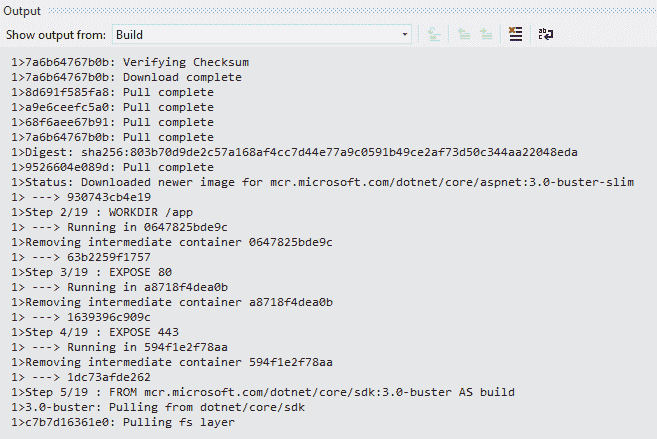 Output
Show output from: Build
1>7a6b64767b0b: Verifying Checksum
1>7a6b64767b0b: Download complete
1>8d691f585fa8: Pull complete
1>a9e6ceefc5a0: Pull complete
1>68f6aee67b91: Pull complete
1>7a6b64767b0b: Pull complete
1>Digest: sha256:803b70d9de2c57a168af4cc7d44e77a9c0591b49ce2af73d50c344aa22048eda
1>9526604e089d: Pull complete
1>Status: Downloaded newer image for mcr.microsoft.com/dotnet/core/aspnet:3.0-buster-slim
1> ---> 930743cb4e19
1>Step 2/19 : WORKDIR /app
1> ---> Running in 0647825bde9c
1>Removing intermediate container 0647825bde9c
1> ---> 63b2259f1757
1>Step 3/19 : EXPOSE 80
1> ---> Running in a8718f4dea0b
1>Removing intermediate container a8718f4dea0b
1> ---> 1639396c909c
1>Step 4/19 : EXPOSE 443
1> ---> Running in 594f1e2f78aa
1>Removing intermediate container 594f1e2f78aa
1> ---> 1dc73afde262
1>Step 5/19 : FROM mcr.microsoft.com/dotnet/core/sdk:3.0-buster AS build
1>3.0-buster: Pulling from dotnet/core/sdk
1>c7b7d16361e0: Pulling fs layer